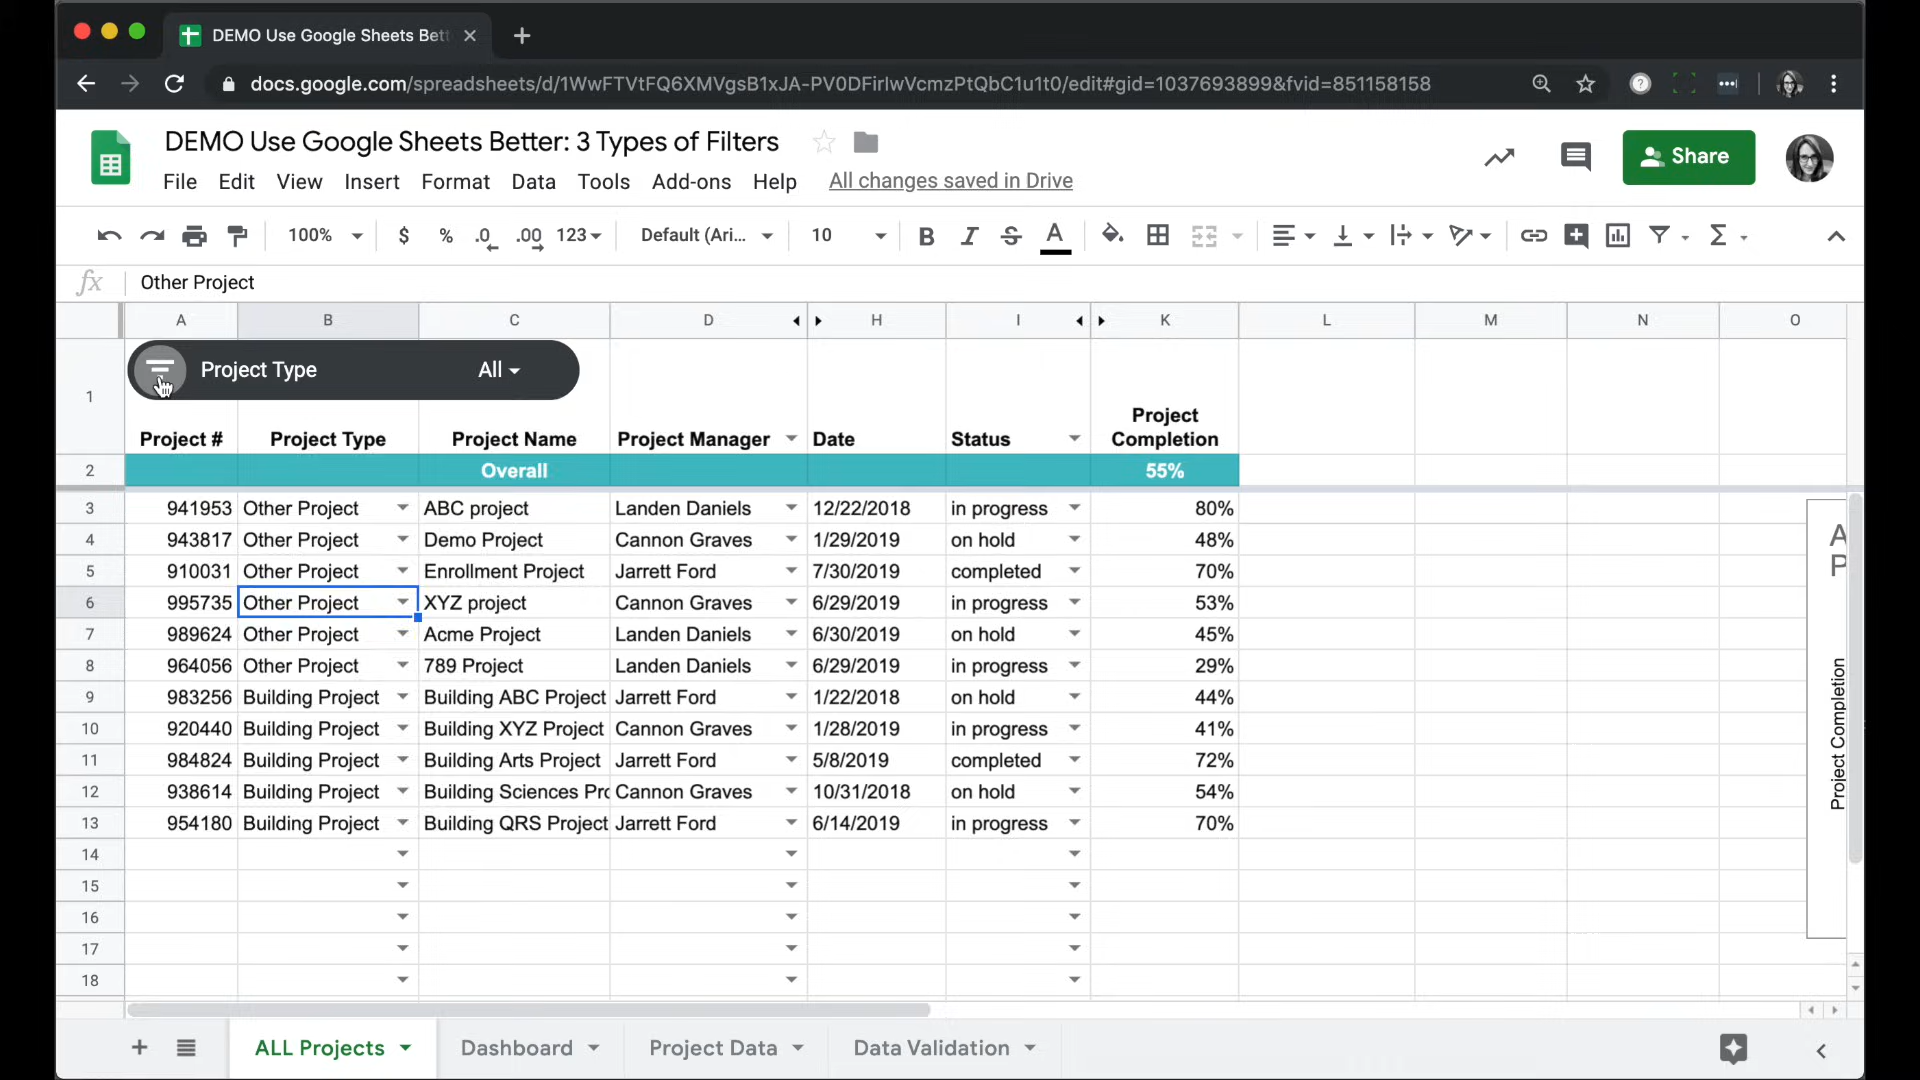 DEMO Use Google Sheets Bett
docs.google.com/spreadsheets/d/1WwFTVtFQ6XMVgsB1xJA-PV0DFirlwVcmzPtQbC1u1t0/edit#gid=1037693899&fvid=851158158
DEMO Use Google Sheets Better: 3 Types of Filters
Share
File Edit View Insert Format Data Tools Add-ons Help All changes saved in Drive
100% $ % .0 .00 123 Default (Ari... 10 B I S A Σ
fx Other Project
A B C D H I K L M N O
Project Type All
1 Project # Project Type Project Name Project Manager Date Status Project Completion
2 Overall 55%
3 941953 Other Project ABC project Landen Daniels 12/22/2018 in progress 80%
4 943817 Other Project Demo Project Cannon Graves 1/29/2019 on hold 48%
5 910031 Other Project Enrollment Project Jarrett Ford 7/30/2019 completed 70%
6 995735 Other Project XYZ project Cannon Graves 6/29/2019 in progress 53%
7 989624 Other Project Acme Project Landen Daniels 6/30/2019 on hold 45%
8 964056 Other Project 789 Project Landen Daniels 6/29/2019 in progress 29%
9 983256 Building Project Building ABC Project Jarrett Ford 1/22/2018 on hold 44%
10 920440 Building Project Building XYZ Project Cannon Graves 1/28/2019 in progress 41%
11 984824 Building Project Building Arts Project Jarrett Ford 5/8/2019 completed 72%
12 938614 Building Project Building Sciences Pro Cannon Graves 10/31/2018 on hold 54%
13 954180 Building Project Building QRS Project Jarrett Ford 6/14/2019 in progress 70%
14
15
16
17
18
A
P
Project Completion
ALL Projects Dashboard Project Data Data Validation